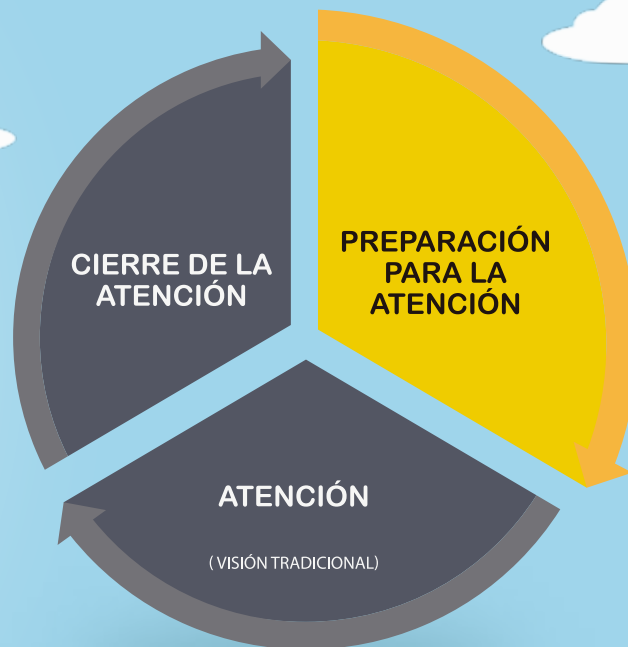 CIERRE DE LA
ATENCIÓN
PREPARACIÓN
PARA LA
ATENCIÓN
ATENCIÓN
( VISIÓN TRADICIONAL)